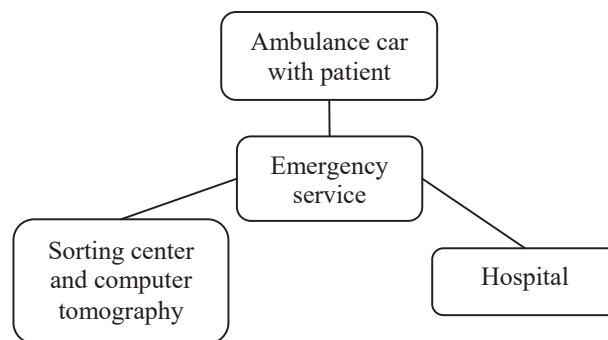 Ambulance car
with patient
Emergency
service
Sorting center
and computer
tomography
Hospital